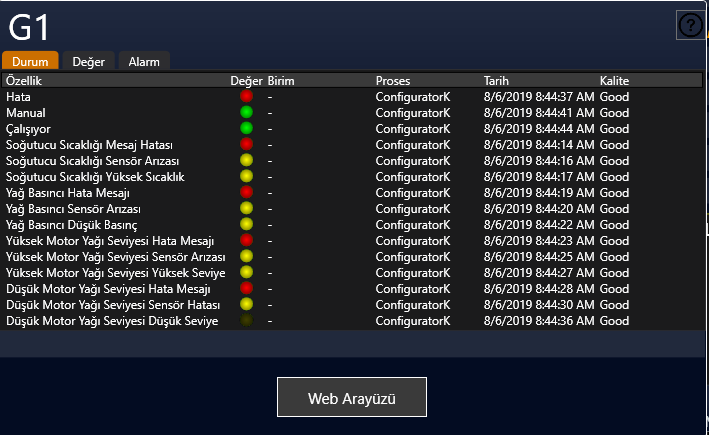 G1
?
Durum Değer Alarm
Özellik Değer Birim Proses Tarih Kalite
Hata - ConfiguratorK 8/6/2019 8:44:37 AM Good
Manual - ConfiguratorK 8/6/2019 8:44:41 AM Good
Çalışıyor - ConfiguratorK 8/6/2019 8:44:44 AM Good
Soğutucu Sıcaklığı Mesaj Hatası - ConfiguratorK 8/6/2019 8:44:14 AM Good
Soğutucu Sıcaklığı Sensör Arızası - ConfiguratorK 8/6/2019 8:44:16 AM Good
Soğutucu Sıcaklığı Yüksek Sıcaklık - ConfiguratorK 8/6/2019 8:44:17 AM Good
Yağ Basıncı Hata Mesajı - ConfiguratorK 8/6/2019 8:44:19 AM Good
Yağ Basıncı Sensör Arızası - ConfiguratorK 8/6/2019 8:44:20 AM Good
Yağ Basıncı Düşük Basınç - ConfiguratorK 8/6/2019 8:44:22 AM Good
Yüksek Motor Yağı Seviyesi Hata Mesajı - ConfiguratorK 8/6/2019 8:44:23 AM Good
Yüksek Motor Yağı Seviyesi Sensör Arızası - ConfiguratorK 8/6/2019 8:44:25 AM Good
Yüksek Motor Yağı Seviyesi Yüksek Seviye - ConfiguratorK 8/6/2019 8:44:27 AM Good
Düşük Motor Yağı Seviyesi Hata Mesajı - ConfiguratorK 8/6/2019 8:44:28 AM Good
Düşük Motor Yağı Seviyesi Sensör Hatası - ConfiguratorK 8/6/2019 8:44:30 AM Good
Düşük Motor Yağı Seviyesi Düşük Seviye - ConfiguratorK 8/6/2019 8:44:36 AM Good
Web Arayüzü